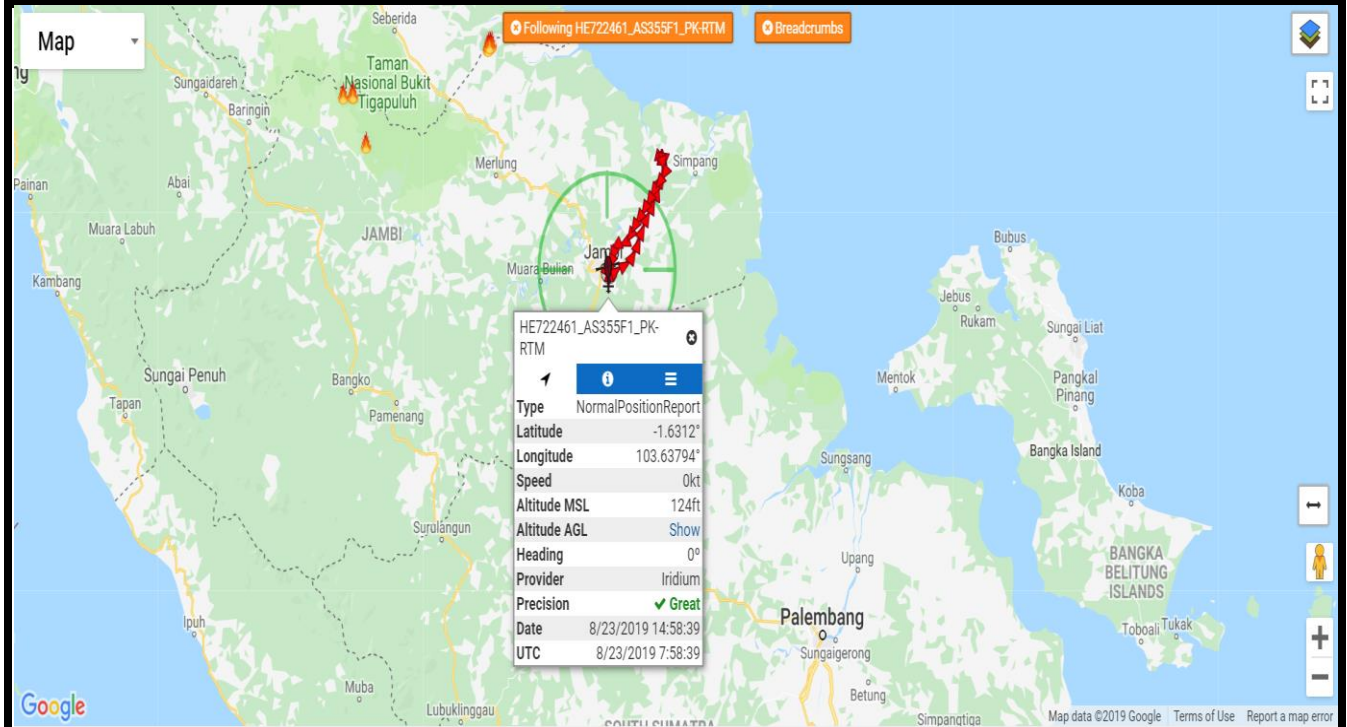 Map
Following HE722461_AS355F1_PK-RTM
Breadcrumbs
Seberida
Taman
Nasional Bukit
Tigapuluh
Sungaidareh
Baringin
Merlung
Simpang
Painan
Abai
Muara Labuh
JAMBI
Kambang
Muara Bulian
Bubus
Jebus
Rukam
Sungai Liat
Mentok
Pangkal
Pinang
Sungai Penuh
Bangko
Tapan
Pamenang
HE722461_AS355F1_PK-
RTM
Type NormalPositionReport
Latitude -1.6312°
Longitude 103.63794°
Speed 0kt
Altitude MSL 124ft
Altitude AGL Show
Heading 0º
Provider Iridium
Precision Great
Date 8/23/2019 14:58:39
UTC 8/23/2019 7:58:39
Sungsang
Bangka Island
Koba
Surulangun
Upang
BANGKA
BELITUNG
ISLANDS
Palembang
Toboali
Tukak
Ipuh
Sungaigerong
Muba
Betung
Lubuklinggau
SOUTH SUMATRA
Simpangtiga
Google
Map data ©2019 Google
Terms of Use
Report a map error